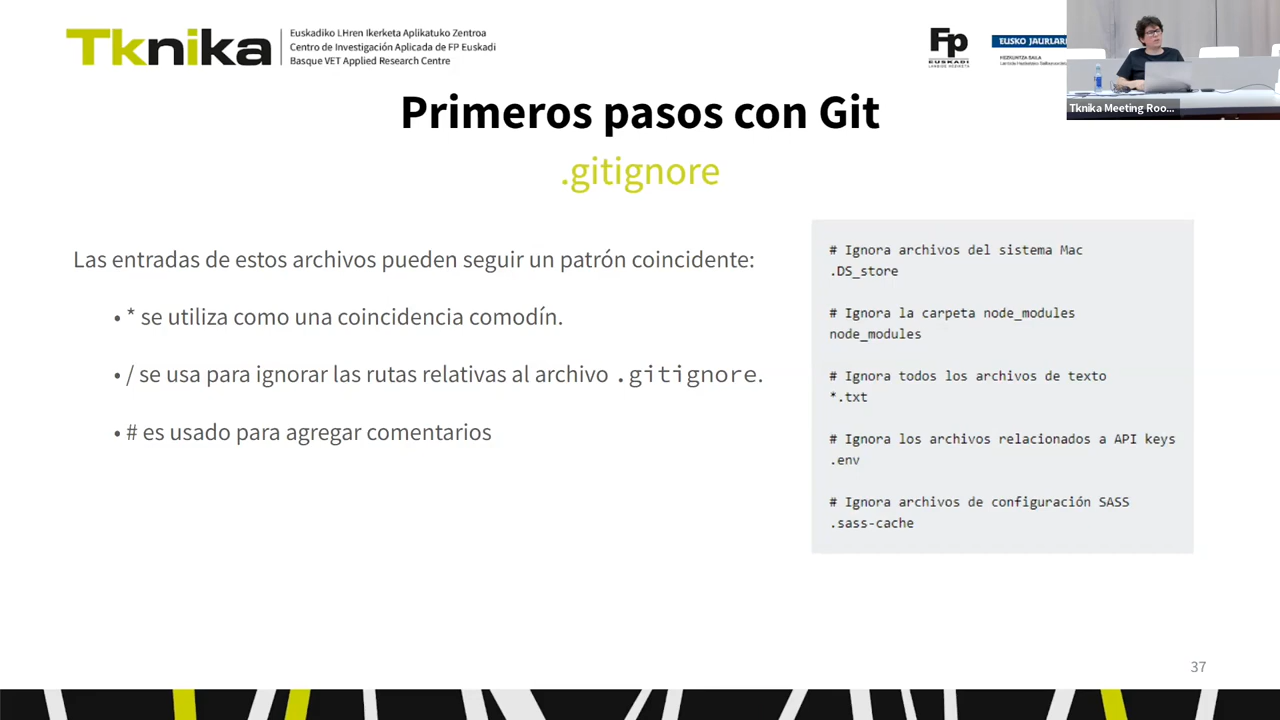 Tknika
Euskadiko LHren Ikerketa Aplikatuko Zentroa
Centro de Investigación Aplicada de FP Euskadi
Basque VET Applied Research Centre
Fp
EUSKADI
EUSKO JAURLARI
HEZKUNTZA SAILA
Tknika Meeting Roo...
Primeros pasos con Git
.gitignore
Las entradas de estos archivos pueden seguir un patrón coincidente:
• * se utiliza como una coincidencia comodín.
• / se usa para ignorar las rutas relativas al archivo .gitignore.
• # es usado para agregar comentarios
# Ignora archivos del sistema Mac
.DS_store
# Ignora la carpeta node_modules
node_modules
# Ignora todos los archivos de texto
*.txt
# Ignora los archivos relacionados a API keys
.env
# Ignora archivos de configuración SASS
.sass-cache
37